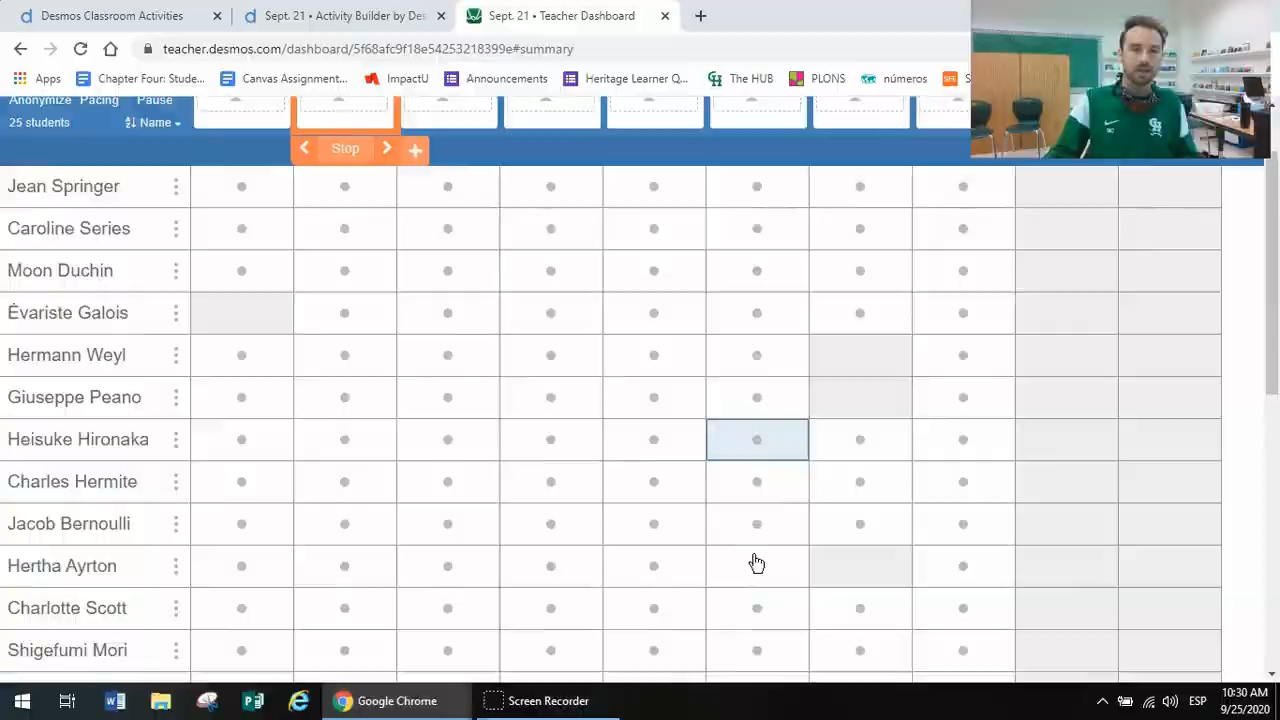 Desmos Classroom Activities
Sept. 21 • Activity Builder by Des
Sept. 21 • Teacher Dashboard
teacher.desmos.com/dashboard/5f68afc9f18e54253218399e#summary
Apps
Chapter Four: Stude...
Canvas Assignment...
ImpactU
Announcements
Heritage Learner Q...
The HUB
PLONS
números
SFL
S
Anonymize Pacing Pause
25 students
Name
Stop
Jean Springer
Caroline Series
Moon Duchin
Évariste Galois
Hermann Weyl
Giuseppe Peano
Heisuke Hironaka
Charles Hermite
Jacob Bernoulli
Hertha Ayrton
Charlotte Scott
Shigefumi Mori
Google Chrome
Screen Recorder
ESP
10:30 AM
9/25/2020